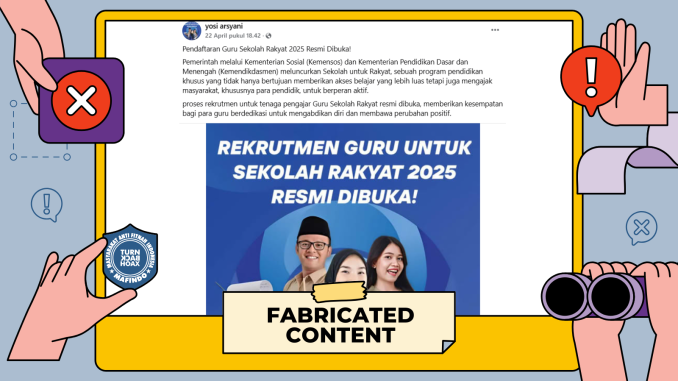 yosi arsyani
22 April pukul 18.42 ·
Pendaftaran Guru Sekolah Rakyat 2025 Resmi Dibuka!
Pemerintah melalui Kementerian Sosial (Kemensos) dan Kementerian Pendidikan Dasar dan
Menengah (Kemendikdasmen) meluncurkan Sekolah untuk Rakyat, sebuah program pendidikan
khusus yang tidak hanya bertujuan memberikan akses belajar yang lebih luas tetapi juga mengajak
masyarakat, khususnya para pendidik, untuk berperan aktif.
proses rekrutmen untuk tenaga pengajar Guru Sekolah Rakyat resmi dibuka, memberikan kesempatan
bagi para guru berdedikasi untuk mengabdikan diri dan membawa perubahan positif.
REKRUTMEN GURU UNTUK
SEKOLAH RAKYAT 2025
RESMI DIBUKA!
MASYARAKAT ANTI FITNAH INDONESIA
TURN
BACK
HOAX
MAFINDO
FABRICATED
CONTENT